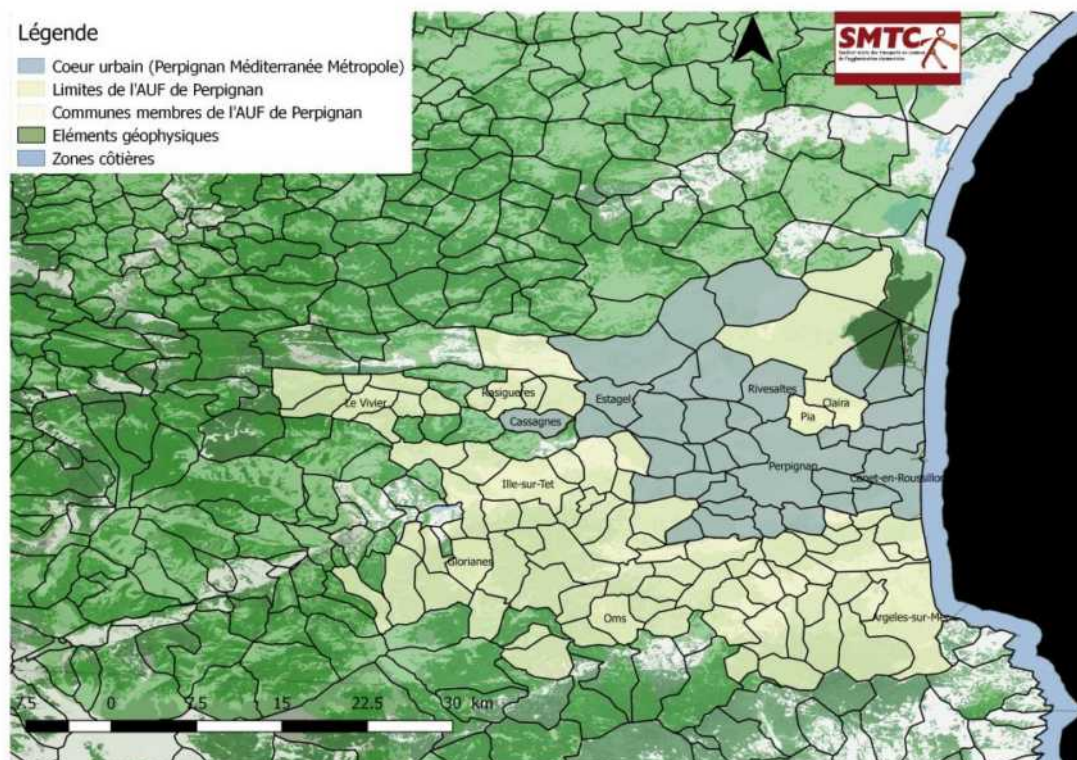 Légende
Coeur urbain (Perpignan Méditerranée Métropole)
Limites de l'AUF de Perpignan
Communes membres de l'AUF de Perpignan
Eléments géophysiques
Zones côtières
SMTC
Rasigueres
Le Vivier
Cassagnes
Estagel
Rivesaltes
Claira
Pia
Perpignan
Canet-en-Roussillon
Ille-sur-Tet
Glorianes
Oms
Argeles-sur-Mer
7.5 0 7.5 15 22.5 30 km